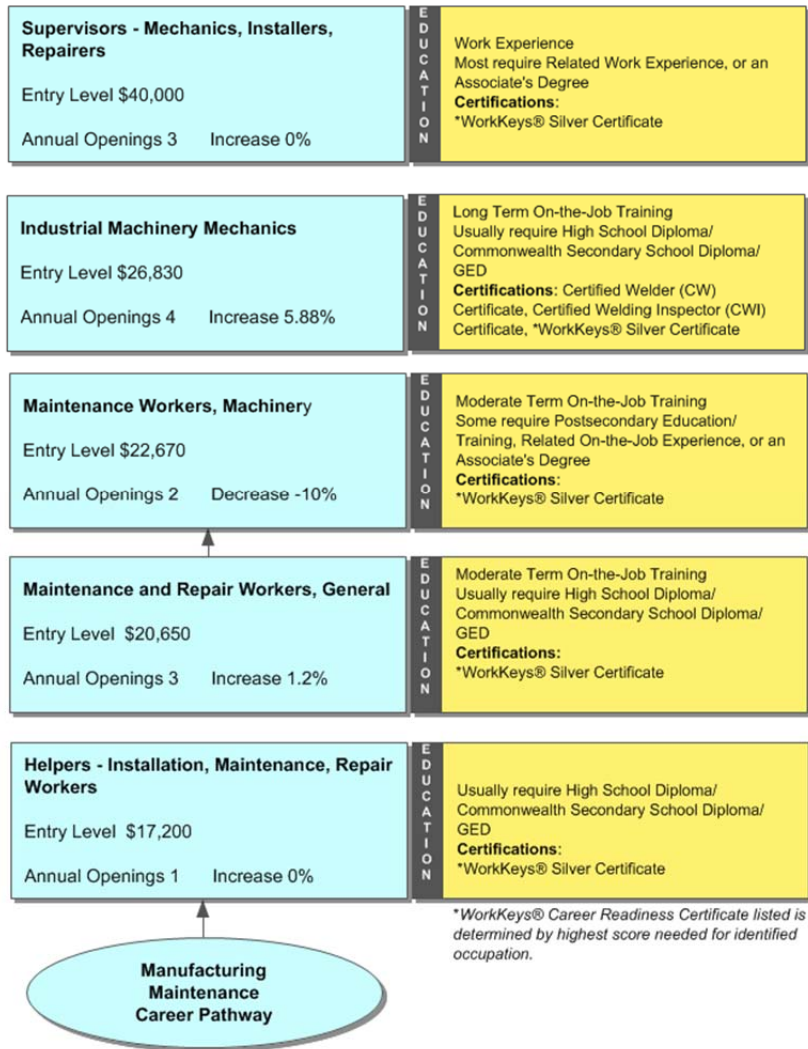 Supervisors - Mechanics, Installers,
Repairers
Entry Level $40,000
Annual Openings 3 Increase 0%
EDUCATION
Work Experience
Most require Related Work Experience, or an
Associate's Degree
Certifications:
*WorkKeys® Silver Certificate
Industrial Machinery Mechanics
Entry Level $26,830
Annual Openings 4 Increase 5.88%
EDUCATION
Long Term On-the-Job Training
Usually require High School Diploma/
Commonwealth Secondary School Diploma/
GED
Certifications: Certified Welder (CW)
Certificate, Certified Welding Inspector (CWI)
Certificate, *WorkKeys® Silver Certificate
Maintenance Workers, Machinery
Entry Level $22,670
Annual Openings 2 Decrease -10%
EDUCATION
Moderate Term On-the-Job Training
Some require Postsecondary Education/
Training, Related On-the-Job Experience, or an
Associate's Degree
Certifications:
*WorkKeys® Silver Certificate
Maintenance and Repair Workers, General
Entry Level $20,650
Annual Openings 3 Increase 1.2%
EDUCATION
Moderate Term On-the-Job Training
Usually require High School Diploma/
Commonwealth Secondary School Diploma/
GED
Certifications:
*WorkKeys® Silver Certificate
Helpers - Installation, Maintenance, Repair
Workers
Entry Level $17,200
Annual Openings 1 Increase 0%
EDUCATION
Usually require High School Diploma/
Commonwealth Secondary School Diploma/
GED
Certifications:
*WorkKeys® Silver Certificate
*WorkKeys® Career Readiness Certificate listed is
determined by highest score needed for identified
occupation.
Manufacturing
Maintenance
Career Pathway